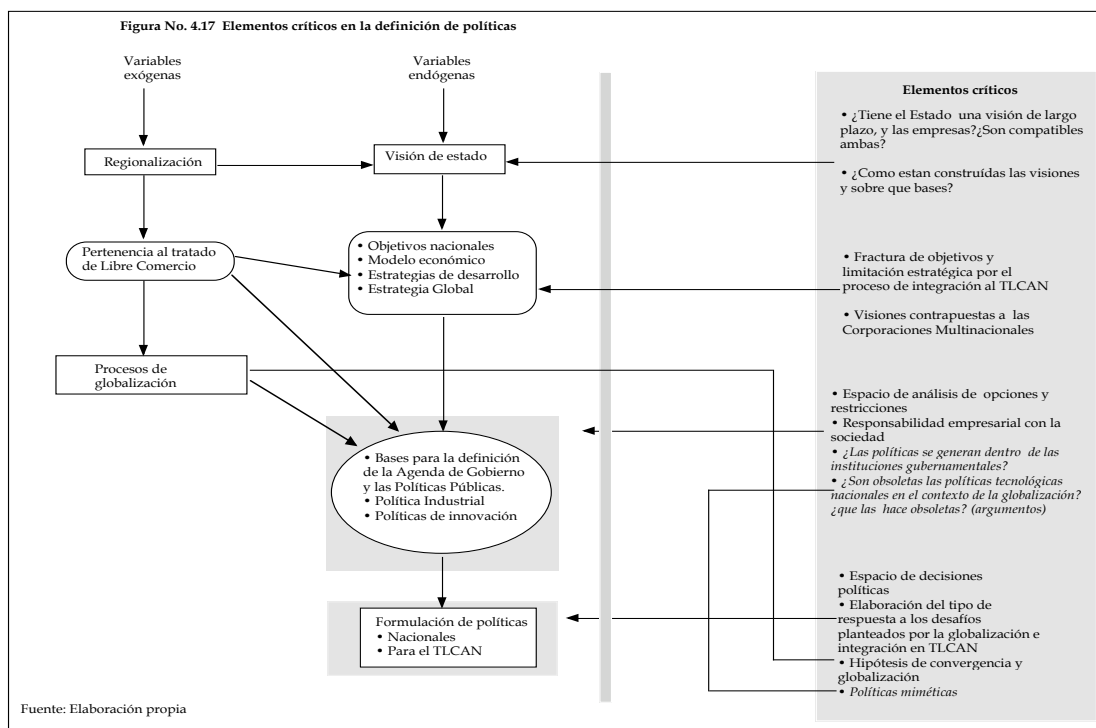 Figura No. 4.17 Elementos críticos en la definición de políticas
Variables
exógenas
Variables
endógenas
Regionalización
Visión de estado
Pertenencia al tratado
de Libre Comercio
• Objetivos nacionales
• Modelo económico
• Estrategias de desarrollo
• Estrategia Global
Procesos de
globalización
• Bases para la definición
de la Agenda de Gobierno
y las Políticas Públicas.
• Política Industrial
• Políticas de innovación
Formulación de políticas
• Nacionales
• Para el TLCAN
Elementos críticos
• ¿Tiene el Estado una visión de largo
plazo, y las empresas?¿Son compatibles
ambas?
• ¿Como estan construídas las visiones
y sobre que bases?
• Fractura de objetivos y
limitación estratégica por el
proceso de integración al TLCAN
• Visiones contrapuestas a las
Corporaciones Multinacionales
• Espacio de análisis de opciones y
restricciones
• Responsabilidad empresarial con la
sociedad
• ¿Las políticas se generan dentro de las
instituciones gubernamentales?
• ¿Son obsoletas las políticas tecnológicas
nacionales en el contexto de la globalización?
¿que las hace obsoletas? (argumentos)
• Espacio de decisiones
políticas
• Elaboración del tipo de
respuesta a los desafíos
planteados por la globalización e
integración en TLCAN
• Hipótesis de convergencia y
globalización
• Políticas miméticas
Fuente: Elaboración propia